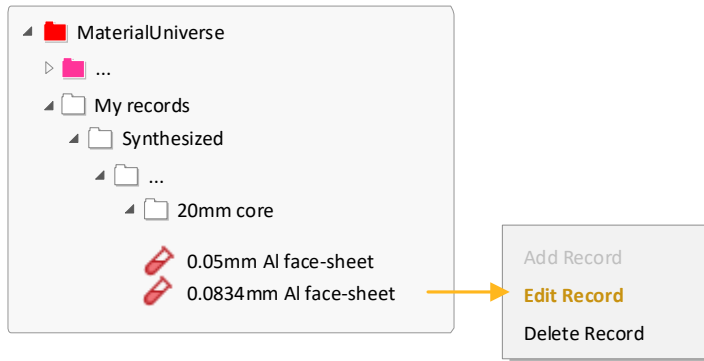 MaterialUniverse
...
My records
Synthesized
...
20mm core
0.05mm Al face-sheet
0.0834mm Al face-sheet
Add Record
Edit Record
Delete Record